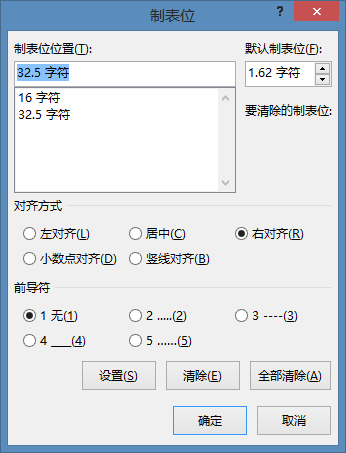 制表位
? ×
制表位位置(T): 默认制表位(F):
32.5 字符 1.62 字符
16 字符 要清除的制表位:
32.5 字符
对齐方式
左对齐(L) 居中(C) 右对齐(R)
小数点对齐(D) 竖线对齐(B)
前导符
1 无(1) 2 .....(2) 3 ----(3)
4 ___(4) 5 ......(5)
设置(S) 清除(E) 全部清除(A)
确定 取消